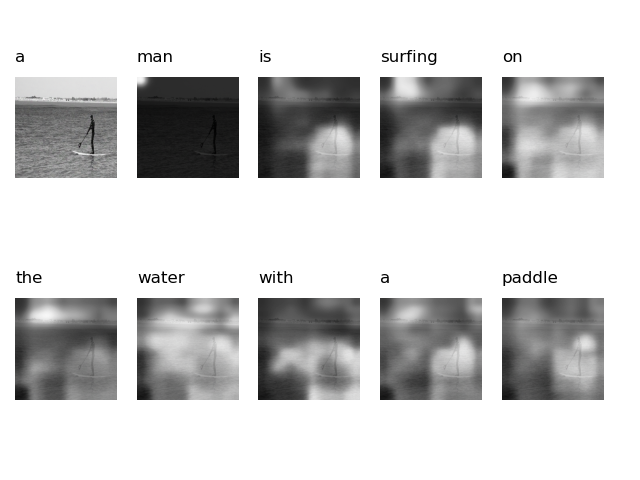 a man is surfing on
the water with a paddle